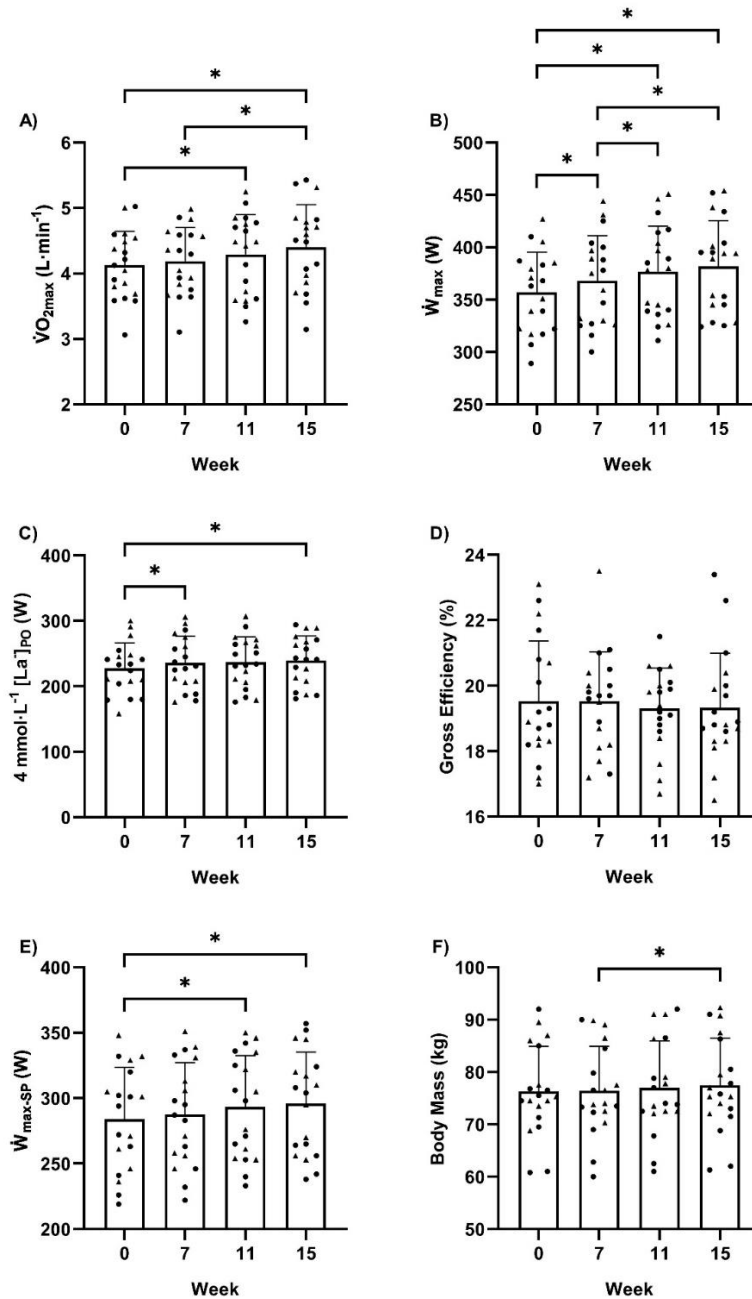 A)
*
*
*
6
5
4
3
2
V̇O2max (L·min-1)
0 7 11 15
Week
B)
*
*
*
*
*
500
450
400
350
300
250
Ẇmax (W)
0 7 11 15
Week
C)
*
*
400
300
200
100
0
4 mmol·L-1 [La-]PO (W)
0 7 11 15
Week
D)
24
22
20
18
16
Gross Efficiency (%)
0 7 11 15
Week
E)
*
*
400
350
300
250
200
Ẇmax-SP (W)
0 7 11 15
Week
F)
*
100
90
80
70
60
50
Body Mass (kg)
0 7 11 15
Week